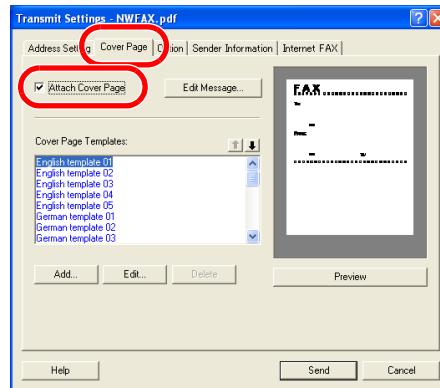 Transmit Settings - NWFAX.pdf
Address Setting Cover Page Option Sender Information Internet FAX
Attach Cover Page Edit Message...
FAX
Cover Page Templates:
English template 01
English template 02
English template 03
English template 04
English template 05
German template 01
German template 02
German template 03
Add... Edit... Delete Preview
Help Send Cancel